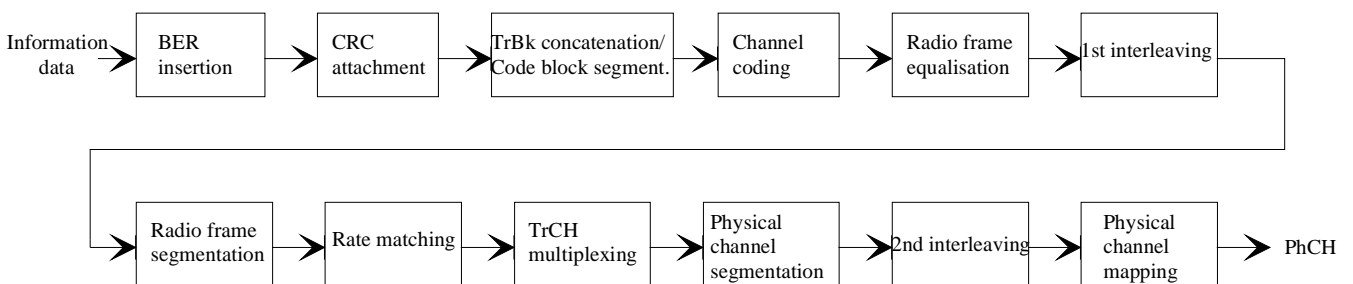 Information
data
BER
insertion
CRC
attachment
TrBk concatenation/
Code block segment.
Channel
coding
Radio frame
equalisation
1st interleaving
Radio frame
segmentation
Rate matching
TrCH
multiplexing
Physical
channel
segmentation
2nd interleaving
Physical
channel
mapping
PhCH